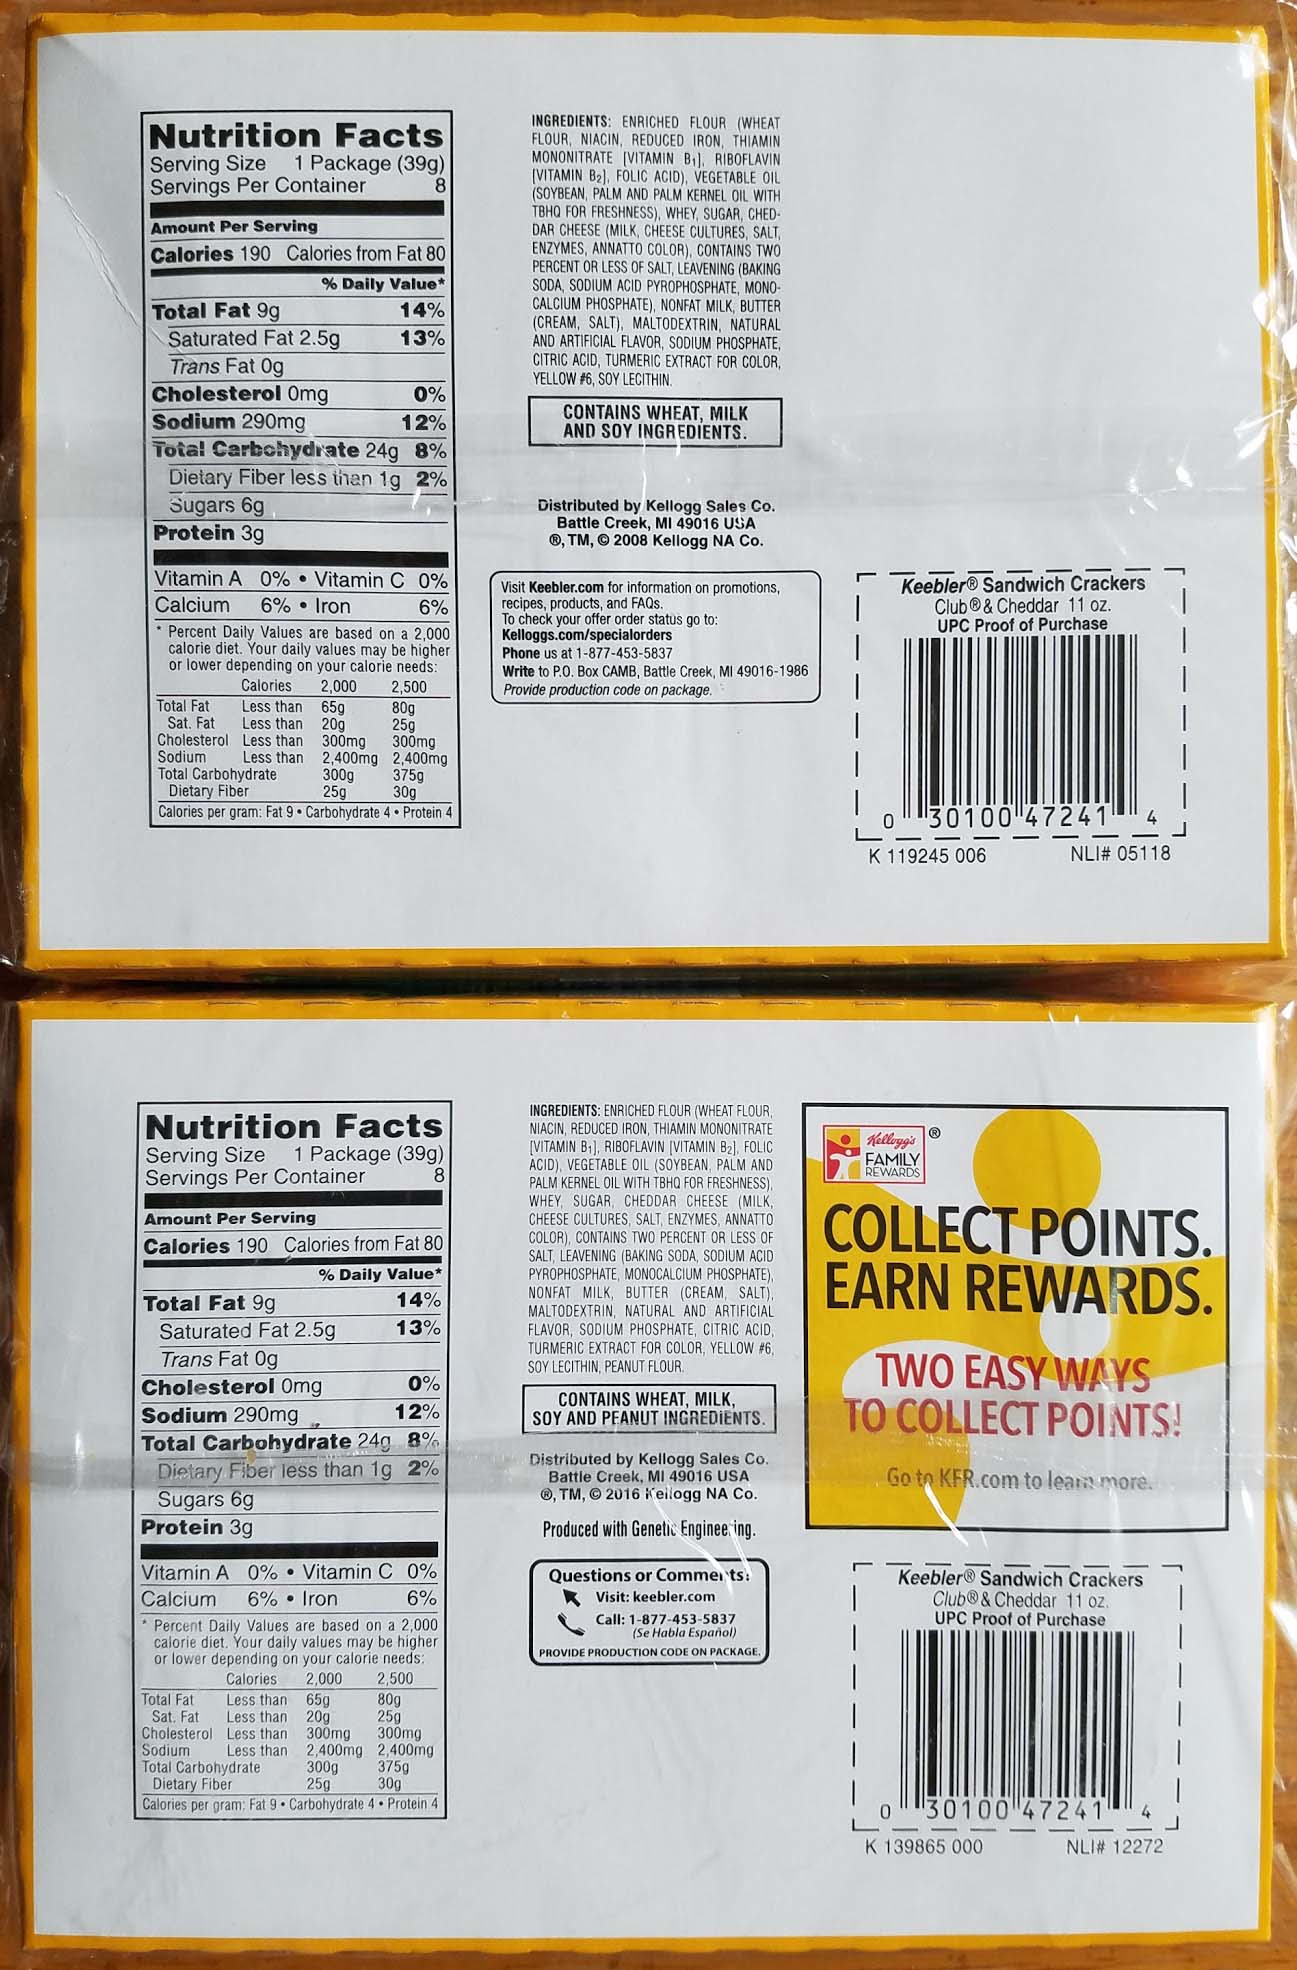 Nutrition Facts
Serving Size 1 Package (39g)
Servings Per Container 8
Amount Per Serving
Calories 190 Calories from Fat 80
% Daily Value*
Total Fat 9g 14%
Saturated Fat 2.5g 13%
Trans Fat 0g
Cholesterol 0mg 0%
Sodium 290mg 12%
Total Carbohydrate 24g 8%
Dietary Fiber less than 1g 2%
Sugars 6g
Protein 3g
Vitamin A 0% • Vitamin C 0%
Calcium 6% • Iron 6%
* Percent Daily Values are based on a 2,000
calorie diet. Your daily values may be higher
or lower depending on your calorie needs:
Calories 2,000 2,500
Total Fat Less than 65g 80g
Sat. Fat Less than 20g 25g
Cholesterol Less than 300mg 300mg
Sodium Less than 2,400mg 2,400mg
Total Carbohydrate 300g 375g
Dietary Fiber 25g 30g
Calories per gram: Fat 9 • Carbohydrate 4 • Protein 4
INGREDIENTS: ENRICHED FLOUR (WHEAT
FLOUR, NIACIN, REDUCED IRON, THIAMIN
MONONITRATE [VITAMIN B1], RIBOFLAVIN
[VITAMIN B2], FOLIC ACID), VEGETABLE OIL
(SOYBEAN, PALM AND PALM KERNEL OIL WITH
TBHQ FOR FRESHNESS), WHEY, SUGAR, CHED-
DAR CHEESE (MILK, CHEESE CULTURES, SALT,
ENZYMES, ANNATTO COLOR), CONTAINS TWO
PERCENT OR LESS OF SALT, LEAVENING (BAKING
SODA, SODIUM ACID PYROPHOSPHATE, MONO-
CALCIUM PHOSPHATE), NONFAT MILK, BUTTER
(CREAM, SALT), MALTODEXTRIN, NATURAL
AND ARTIFICIAL FLAVOR, SODIUM PHOSPHATE,
CITRIC ACID, TURMERIC EXTRACT FOR COLOR,
YELLOW #6, SOY LECITHIN.
CONTAINS WHEAT, MILK
AND SOY INGREDIENTS.
Distributed by Kellogg Sales Co.
Battle Creek, MI 49016 USA
®, TM, © 2008 Kellogg NA Co.
Visit Keebler.com for information on promotions,
recipes, products, and FAQs.
To check your offer order status go to:
Kelloggs.com/specialorders
Phone us at 1-877-453-5837
Write to P.O. Box CAMB, Battle Creek, MI 49016-1986
Provide production code on package.
Keebler® Sandwich Crackers
Club® & Cheddar 11 oz.
UPC Proof of Purchase
0 30100 47241 4
K 119245 006 NLI# 05118
Nutrition Facts
Serving Size 1 Package (39g)
Servings Per Container 8
Amount Per Serving
Calories 190 Calories from Fat 80
% Daily Value*
Total Fat 9g 14%
Saturated Fat 2.5g 13%
Trans Fat 0g
Cholesterol 0mg 0%
Sodium 290mg 12%
Total Carbohydrate 24g 8%
Dietary Fiber less than 1g 2%
Sugars 6g
Protein 3g
Vitamin A 0% • Vitamin C 0%
Calcium 6% • Iron 6%
* Percent Daily Values are based on a 2,000
calorie diet. Your daily values may be higher
or lower depending on your calorie needs:
Calories 2,000 2,500
Total Fat Less than 65g 80g
Sat. Fat Less than 20g 25g
Cholesterol Less than 300mg 300mg
Sodium Less than 2,400mg 2,400mg
Total Carbohydrate 300g 375g
Dietary Fiber 25g 30g
Calories per gram: Fat 9 • Carbohydrate 4 • Protein 4
INGREDIENTS: ENRICHED FLOUR (WHEAT FLOUR,
NIACIN, REDUCED IRON, THIAMIN MONONITRATE
[VITAMIN B1], RIBOFLAVIN [VITAMIN B2], FOLIC
ACID), VEGETABLE OIL (SOYBEAN, PALM AND
PALM KERNEL OIL WITH TBHQ FOR FRESHNESS),
WHEY, SUGAR, CHEDDAR CHEESE (MILK,
CHEESE CULTURES, SALT, ENZYMES, ANNATTO
COLOR), CONTAINS TWO PERCENT OR LESS OF
SALT, LEAVENING (BAKING SODA, SODIUM ACID
PYROPHOSPHATE, MONOCALCIUM PHOSPHATE),
NONFAT MILK, BUTTER (CREAM, SALT),
MALTODEXTRIN, NATURAL AND ARTIFICIAL
FLAVOR, SODIUM PHOSPHATE, CITRIC ACID,
TURMERIC EXTRACT FOR COLOR, YELLOW #6,
SOY LECITHIN, PEANUT FLOUR.
CONTAINS WHEAT, MILK,
SOY AND PEANUT INGREDIENTS.
Distributed by Kellogg Sales Co.
Battle Creek, MI 49016 USA
®, TM, © 2016 Kellogg NA Co.
Produced with Genetic Engineering.
Questions or Comments?
Visit: keebler.com
Call: 1-877-453-5837
(Se Habla Español)
PROVIDE PRODUCTION CODE ON PACKAGE.
Kellogg's ®
FAMILY
REWARDS
COLLECT POINTS.
EARN REWARDS.
TWO EASY WAYS
TO COLLECT POINTS!
Go to KFR.com to learn more.
Keebler® Sandwich Crackers
Club® & Cheddar 11 oz.
UPC Proof of Purchase
0 30100 47241 4
K 139865 000 NLI# 12272